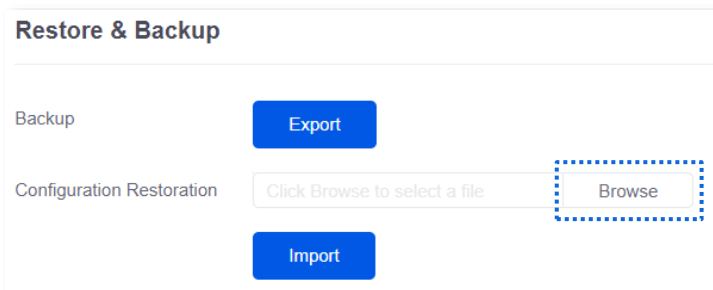 Restore & Backup
Backup
Export
Configuration Restoration
Click Browse to select a file
Browse
Import